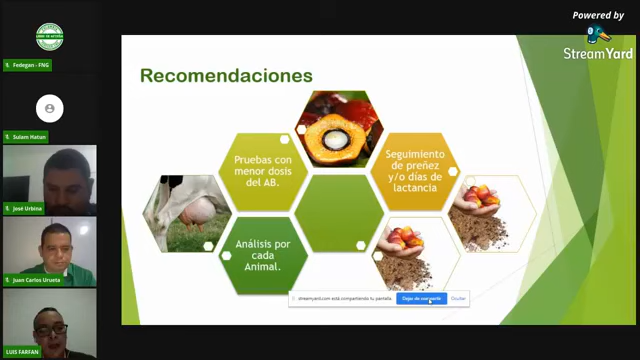 Powered by
StreamYard
Fedegan - FNG
Sulam Hatun
José Urbina
Juan Carlos Urueta
LUIS FARFAN
Recomendaciones
Pruebas con
menor dosis
del AB.
Seguimiento
de preñez
y/o días de
lactancia
Análisis por
cada
Animal.
streamyard.com está compartiendo tu pantalla.
Dejar de compartir
Ocultar